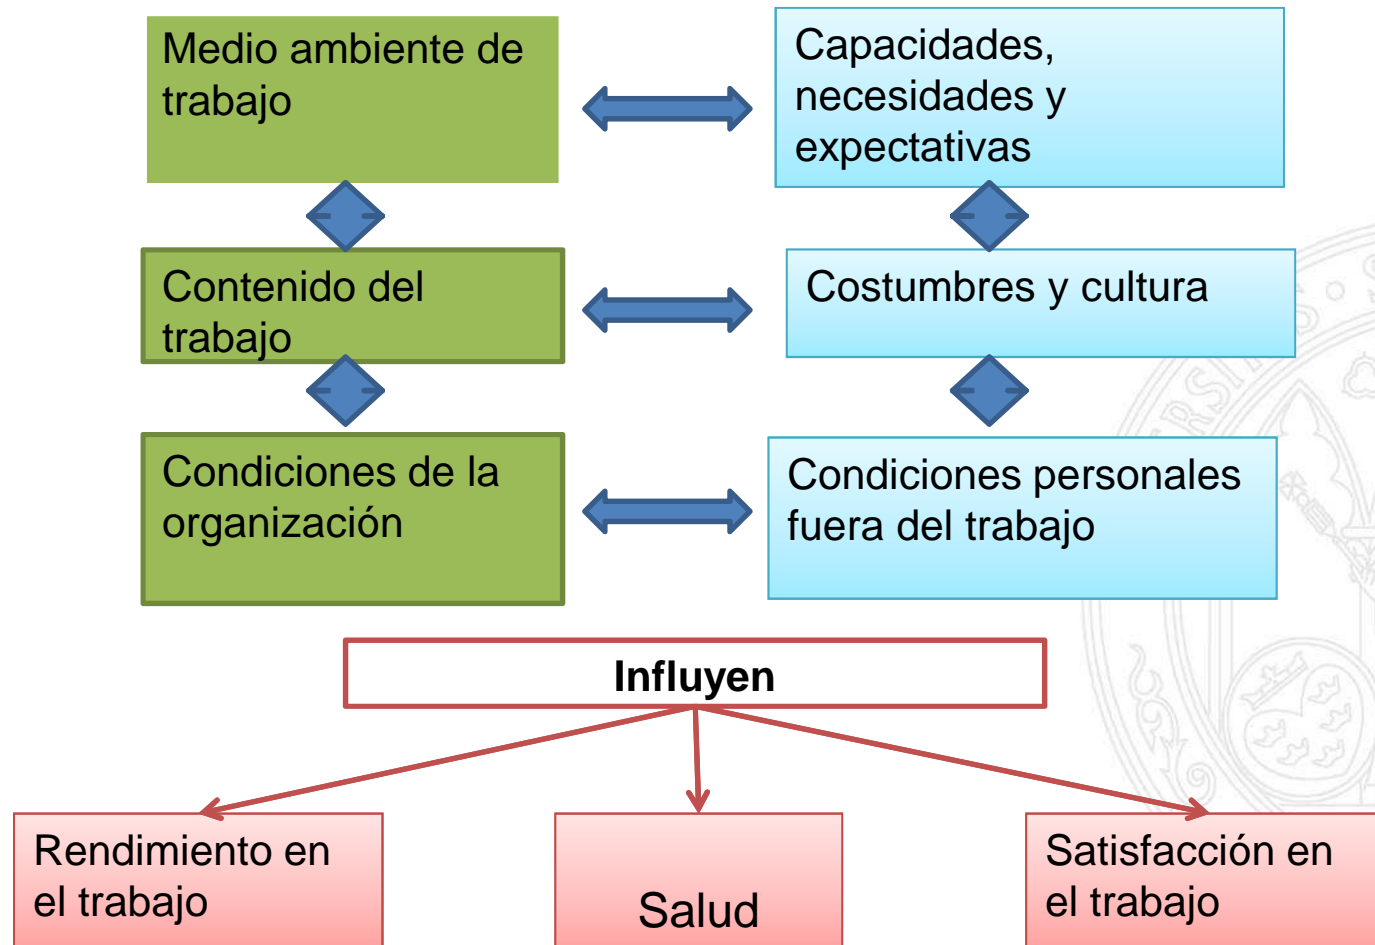 Medio ambiente de
trabajo
Capacidades,
necesidades y
expectativas
Contenido del
trabajo
Costumbres y cultura
Condiciones de la
organización
Condiciones personales
fuera del trabajo
Influyen
Rendimiento en
el trabajo
Salud
Satisfacción en
el trabajo